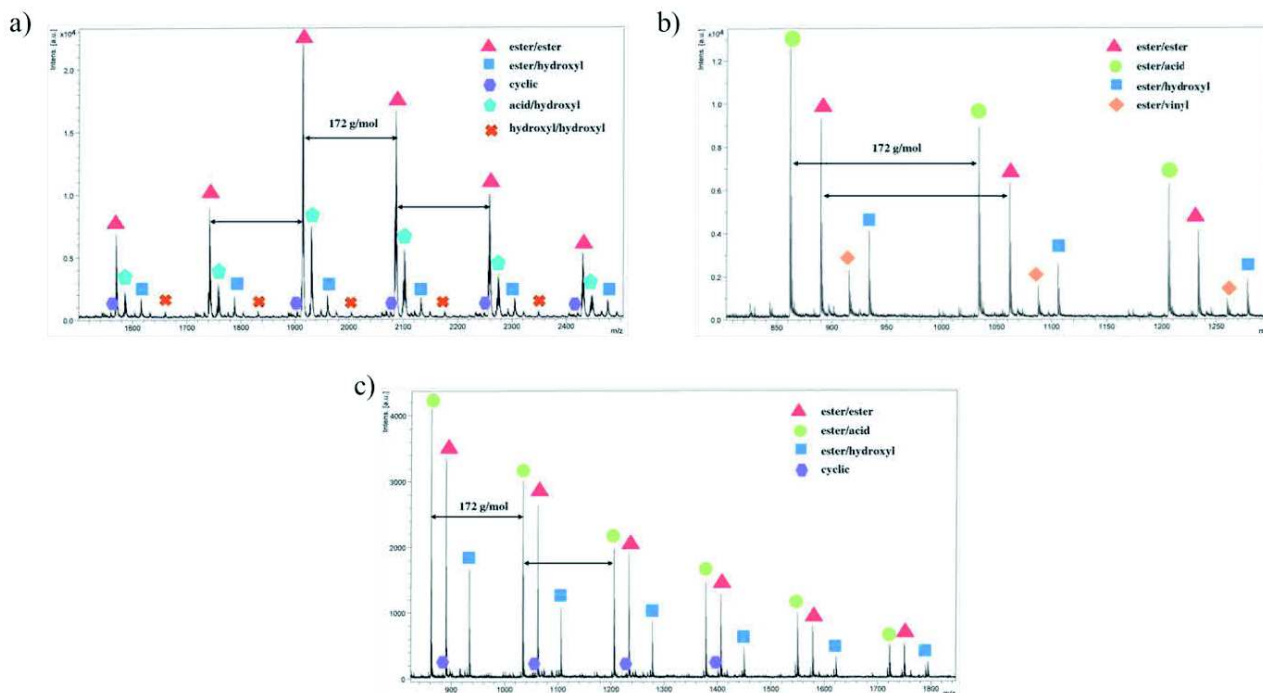 a)
Intens. [a.u.]
x10⁴
2.0
1.5
1.0
0.5
0.0
172 g/mol
ester/ester
ester/hydroxyl
cyclic
acid/hydroxyl
hydroxyl/hydroxyl
1600 1700 1800 1900 2000 2100 2200 2300 2400
m/z
b)
Intens. [a.u.]
x10⁴
1.2
1.0
0.8
0.6
0.4
0.2
0.0
172 g/mol
ester/ester
ester/acid
ester/hydroxyl
ester/vinyl
850 900 950 1000 1050 1100 1150 1200 1250
m/z
c)
Intens. [a.u.]
4000
3000
2000
1000
0
172 g/mol
ester/ester
ester/acid
ester/hydroxyl
cyclic
900 1000 1100 1200 1300 1400 1500 1600 1700 1800
m/z